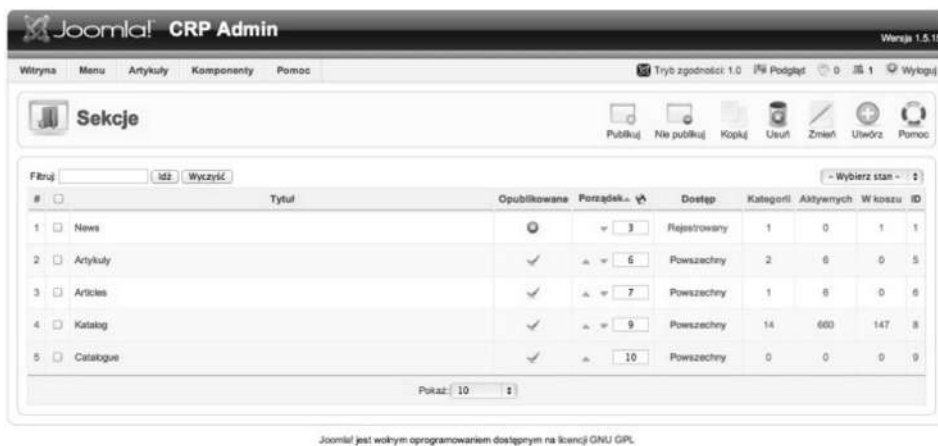 Joomla! CRP Admin
Wersja 1.5.15
Witryna Menu Artykuły Komponenty Pomoc Tryb zgodności: 1.0 Podgląd 0 1 Wyloguj
Sekcje
Publikuj Nie publikuj Kopiuj Usuń Zmień Utwórz Pomoc
Filtruj: Idź Wyczyść - Wybierz stan -
# Tytuł Opublikowane Porządek Dostęp Kategorii Aktywnych W koszu ID
1 News 3 Rejestrowany 1 0 1 1
2 Artykuły 6 Powszechny 2 6 0 5
3 Articles 7 Powszechny 1 6 0 6
4 Katalog 9 Powszechny 14 660 147 8
5 Catalogue 10 Powszechny 0 0 0 9
Pokaż: 10
Joomla! jest wolnym oprogramowaniem dostępnym na licencji GNU GPL.